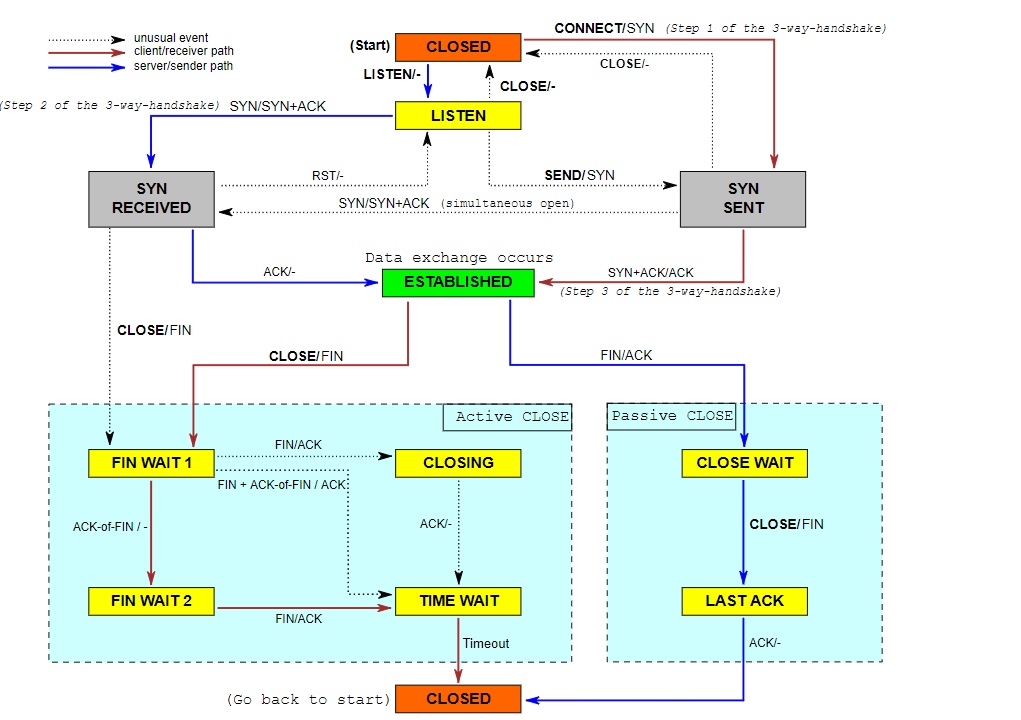 unusual event
client/receiver path
server/sender path
(Start)
CLOSED
CONNECT/SYN (Step 1 of the 3-way-handshake)
CLOSE/-
LISTEN/-
CLOSE/-
(Step 2 of the 3-way-handshake) SYN/SYN+ACK
LISTEN
RST/-
SEND/SYN
SYN
RECEIVED
SYN
SENT
SYN/SYN+ACK (simultaneous open)
Data exchange occurs
ACK/-
ESTABLISHED
SYN+ACK/ACK
(Step 3 of the 3-way-handshake)
CLOSE/FIN
CLOSE/FIN
FIN/ACK
Active CLOSE
Passive CLOSE
FIN/ACK
FIN WAIT 1
CLOSING
CLOSE WAIT
FIN + ACK-of-FIN / ACK
ACK-of-FIN / -
ACK/-
CLOSE/FIN
FIN WAIT 2
TIME WAIT
LAST ACK
FIN/ACK
Timeout
ACK/-
(Go back to start)
CLOSED